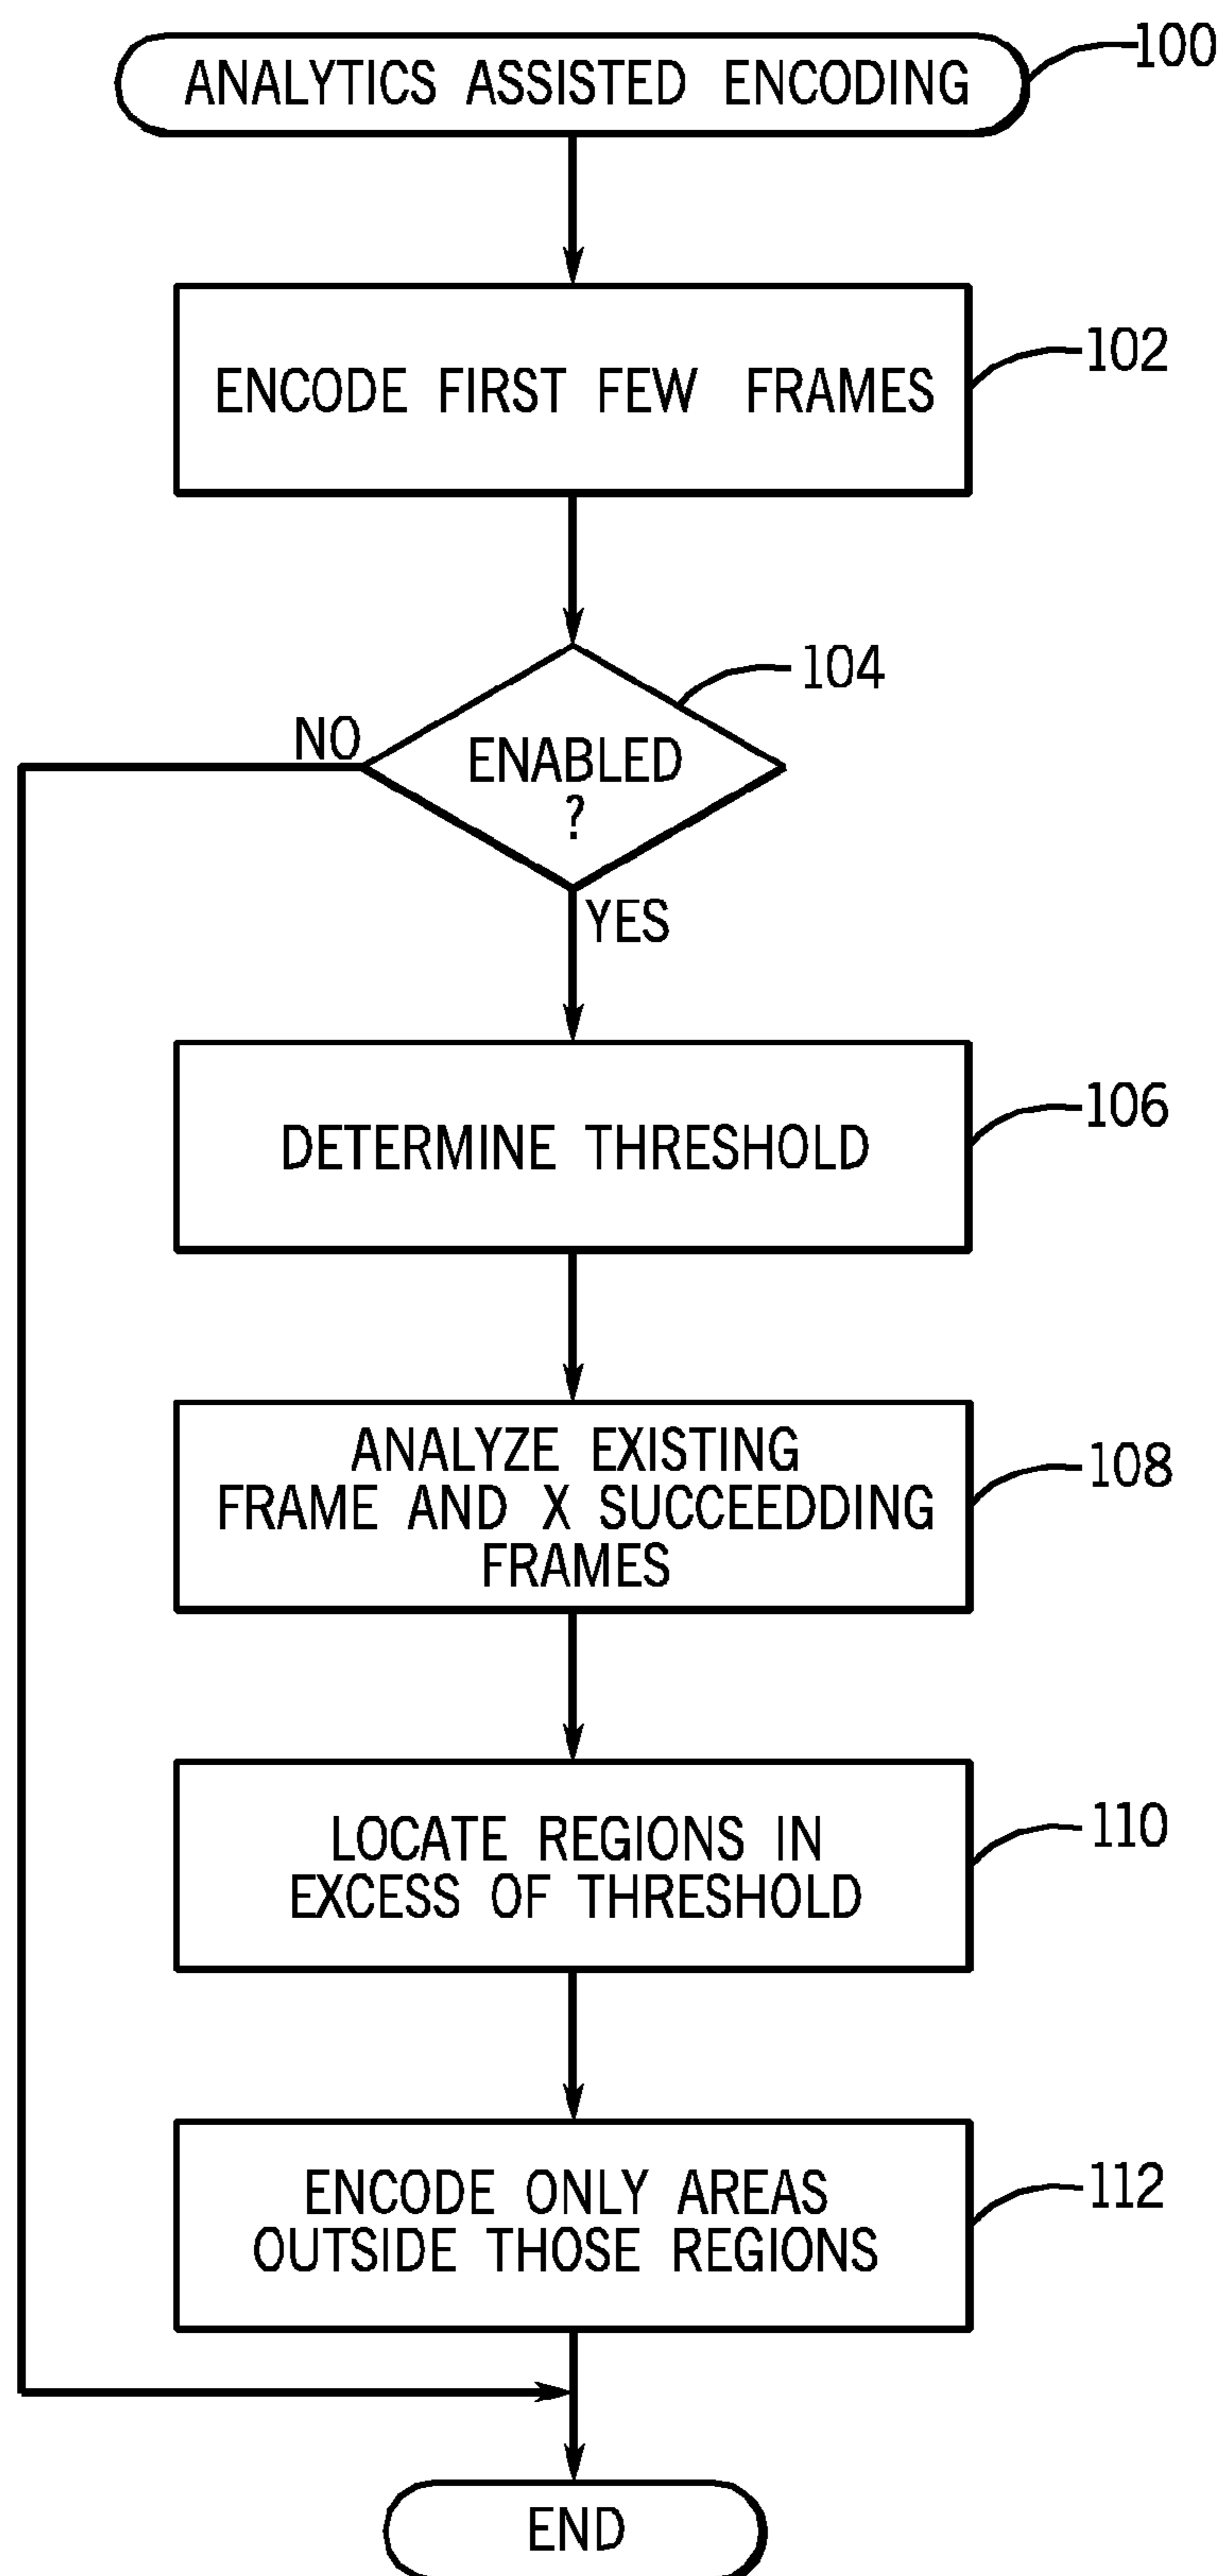 ANALYTICS ASSISTED ENCODING
100
ENCODE FIRST FEW FRAMES
102
104
NO
ENABLED
?
YES
DETERMINE THRESHOLD
106
ANALYZE EXISTING
FRAME AND X SUCCEEDDING
FRAMES
108
LOCATE REGIONS IN
EXCESS OF THRESHOLD
110
ENCODE ONLY AREAS
OUTSIDE THOSE REGIONS
112
END